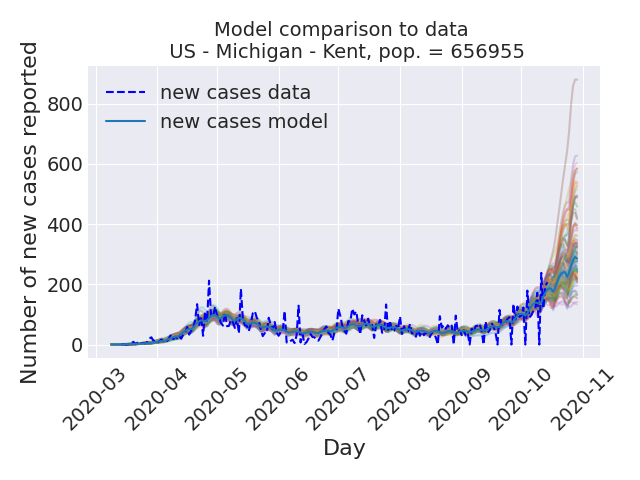 Model comparison to data
US - Michigan - Kent, pop. = 656955
new cases data
new cases model
Number of new cases reported
800
600
400
200
0
2020-03
2020-04
2020-05
2020-06
2020-07
2020-08
2020-09
2020-10
2020-11
Day